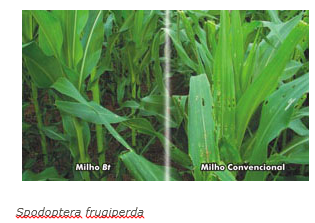 Milho Bt
Milho Convencional
Spodoptera frugiperda